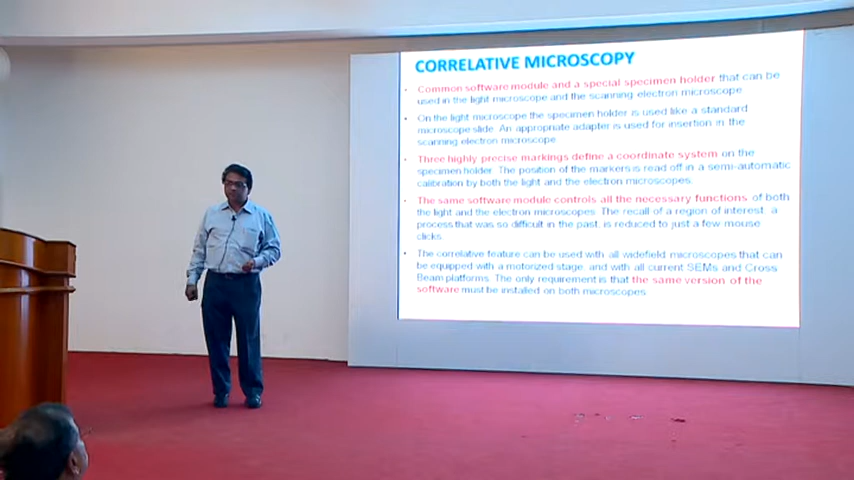 CORRELATIVE MICROSCOPY
• Common software module and a special specimen holder that can be
used in the light microscope and the scanning electron microscope.
• On the light microscope the specimen holder is used like a standard
microscope slide. An appropriate adapter is used for insertion in the
scanning electron microscope.
• Three highly precise markings define a coordinate system on the
specimen holder. The position of the markers is read off in a semi-automatic
calibration by both the light and the electron microscopes.
• The same software module controls all the necessary functions of both
the light and the electron microscopes. The recall of a region of interest, a
process that was so difficult in the past, is reduced to just a few mouse
clicks.
• The correlative feature can be used with all widefield microscopes that can
be equipped with a motorized stage, and with all current SEMs and Cross
Beam platforms. The only requirement is that the same version of the
software must be installed on both microscopes.